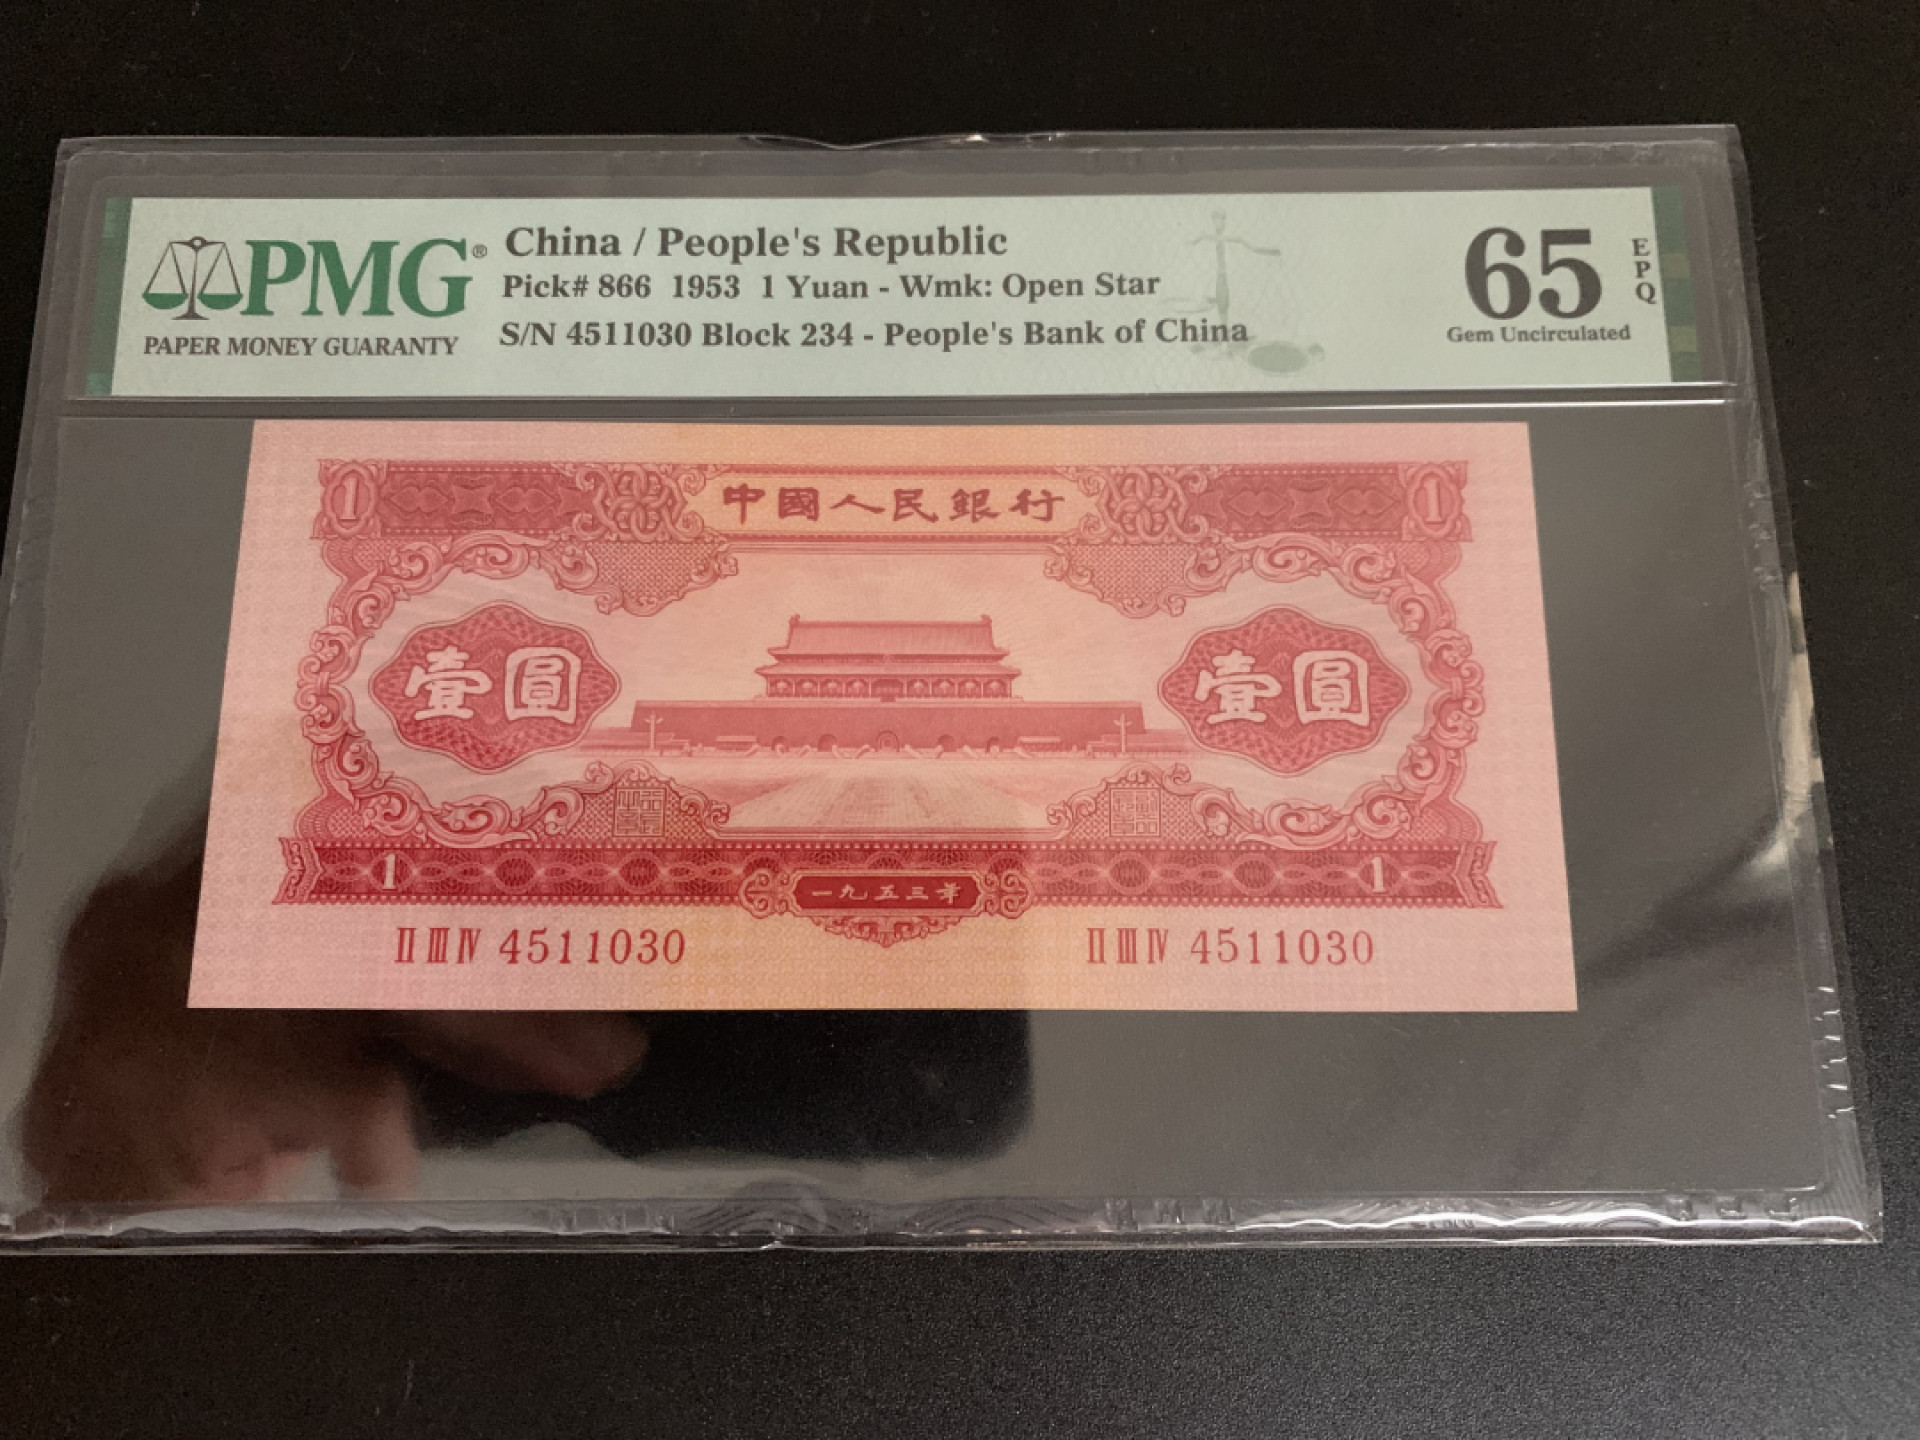 PMG®
PAPER MONEY GUARANTY
China / People's Republic
Pick# 866 1953 1 Yuan - Wmk: Open Star
S/N 4511030 Block 234 - People's Bank of China
65
EPQ
Gem Uncirculated
1 中國人民銀行 1
壹圓 壹圓
1 1
一九五三年
II III IV 4511030 II III IV 4511030